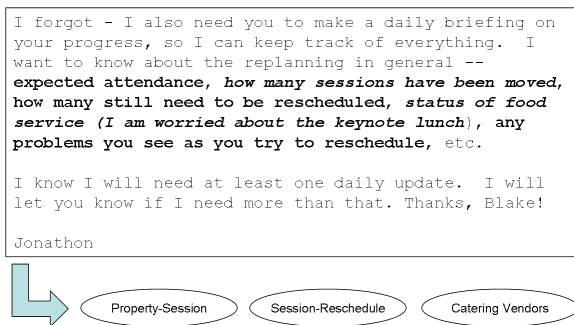 I forgot - I also need you to make a daily briefing on
your progress, so I can keep track of everything. I
want to know about the replanning in general --
expected attendance, how many sessions have been moved,
how many still need to be rescheduled, status of food
service (I am worried about the keynote lunch), any
problems you see as you try to reschedule, etc.
I know I will need at least one daily update. I will
let you know if I need more than that. Thanks, Blake!
Jonathon
Property-Session Session-Reschedule Catering Vendors